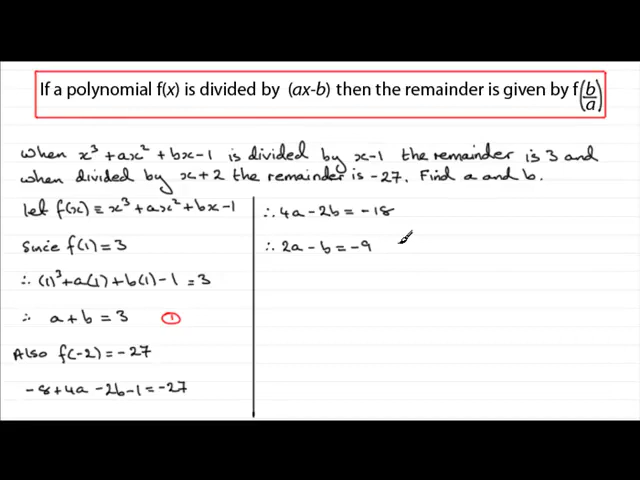 If a polynomial f(x) is divided by (ax-b) then the remainder is given by f(b/a)
When x³ + ax² + bx - 1 is divided by x - 1 the remainder is 3 and
when divided by x + 2 the remainder is -27. Find a and b.
Let f(x) ≡ x³ + ax² + bx - 1
Since f(1) = 3
∴ (1)³ + a(1) + b(1) - 1 = 3
∴ a + b = 3 ①
Also f(-2) = -27
-8 + 4a - 2b - 1 = -27
∴ 4a - 2b = -18
∴ 2a - b = -9